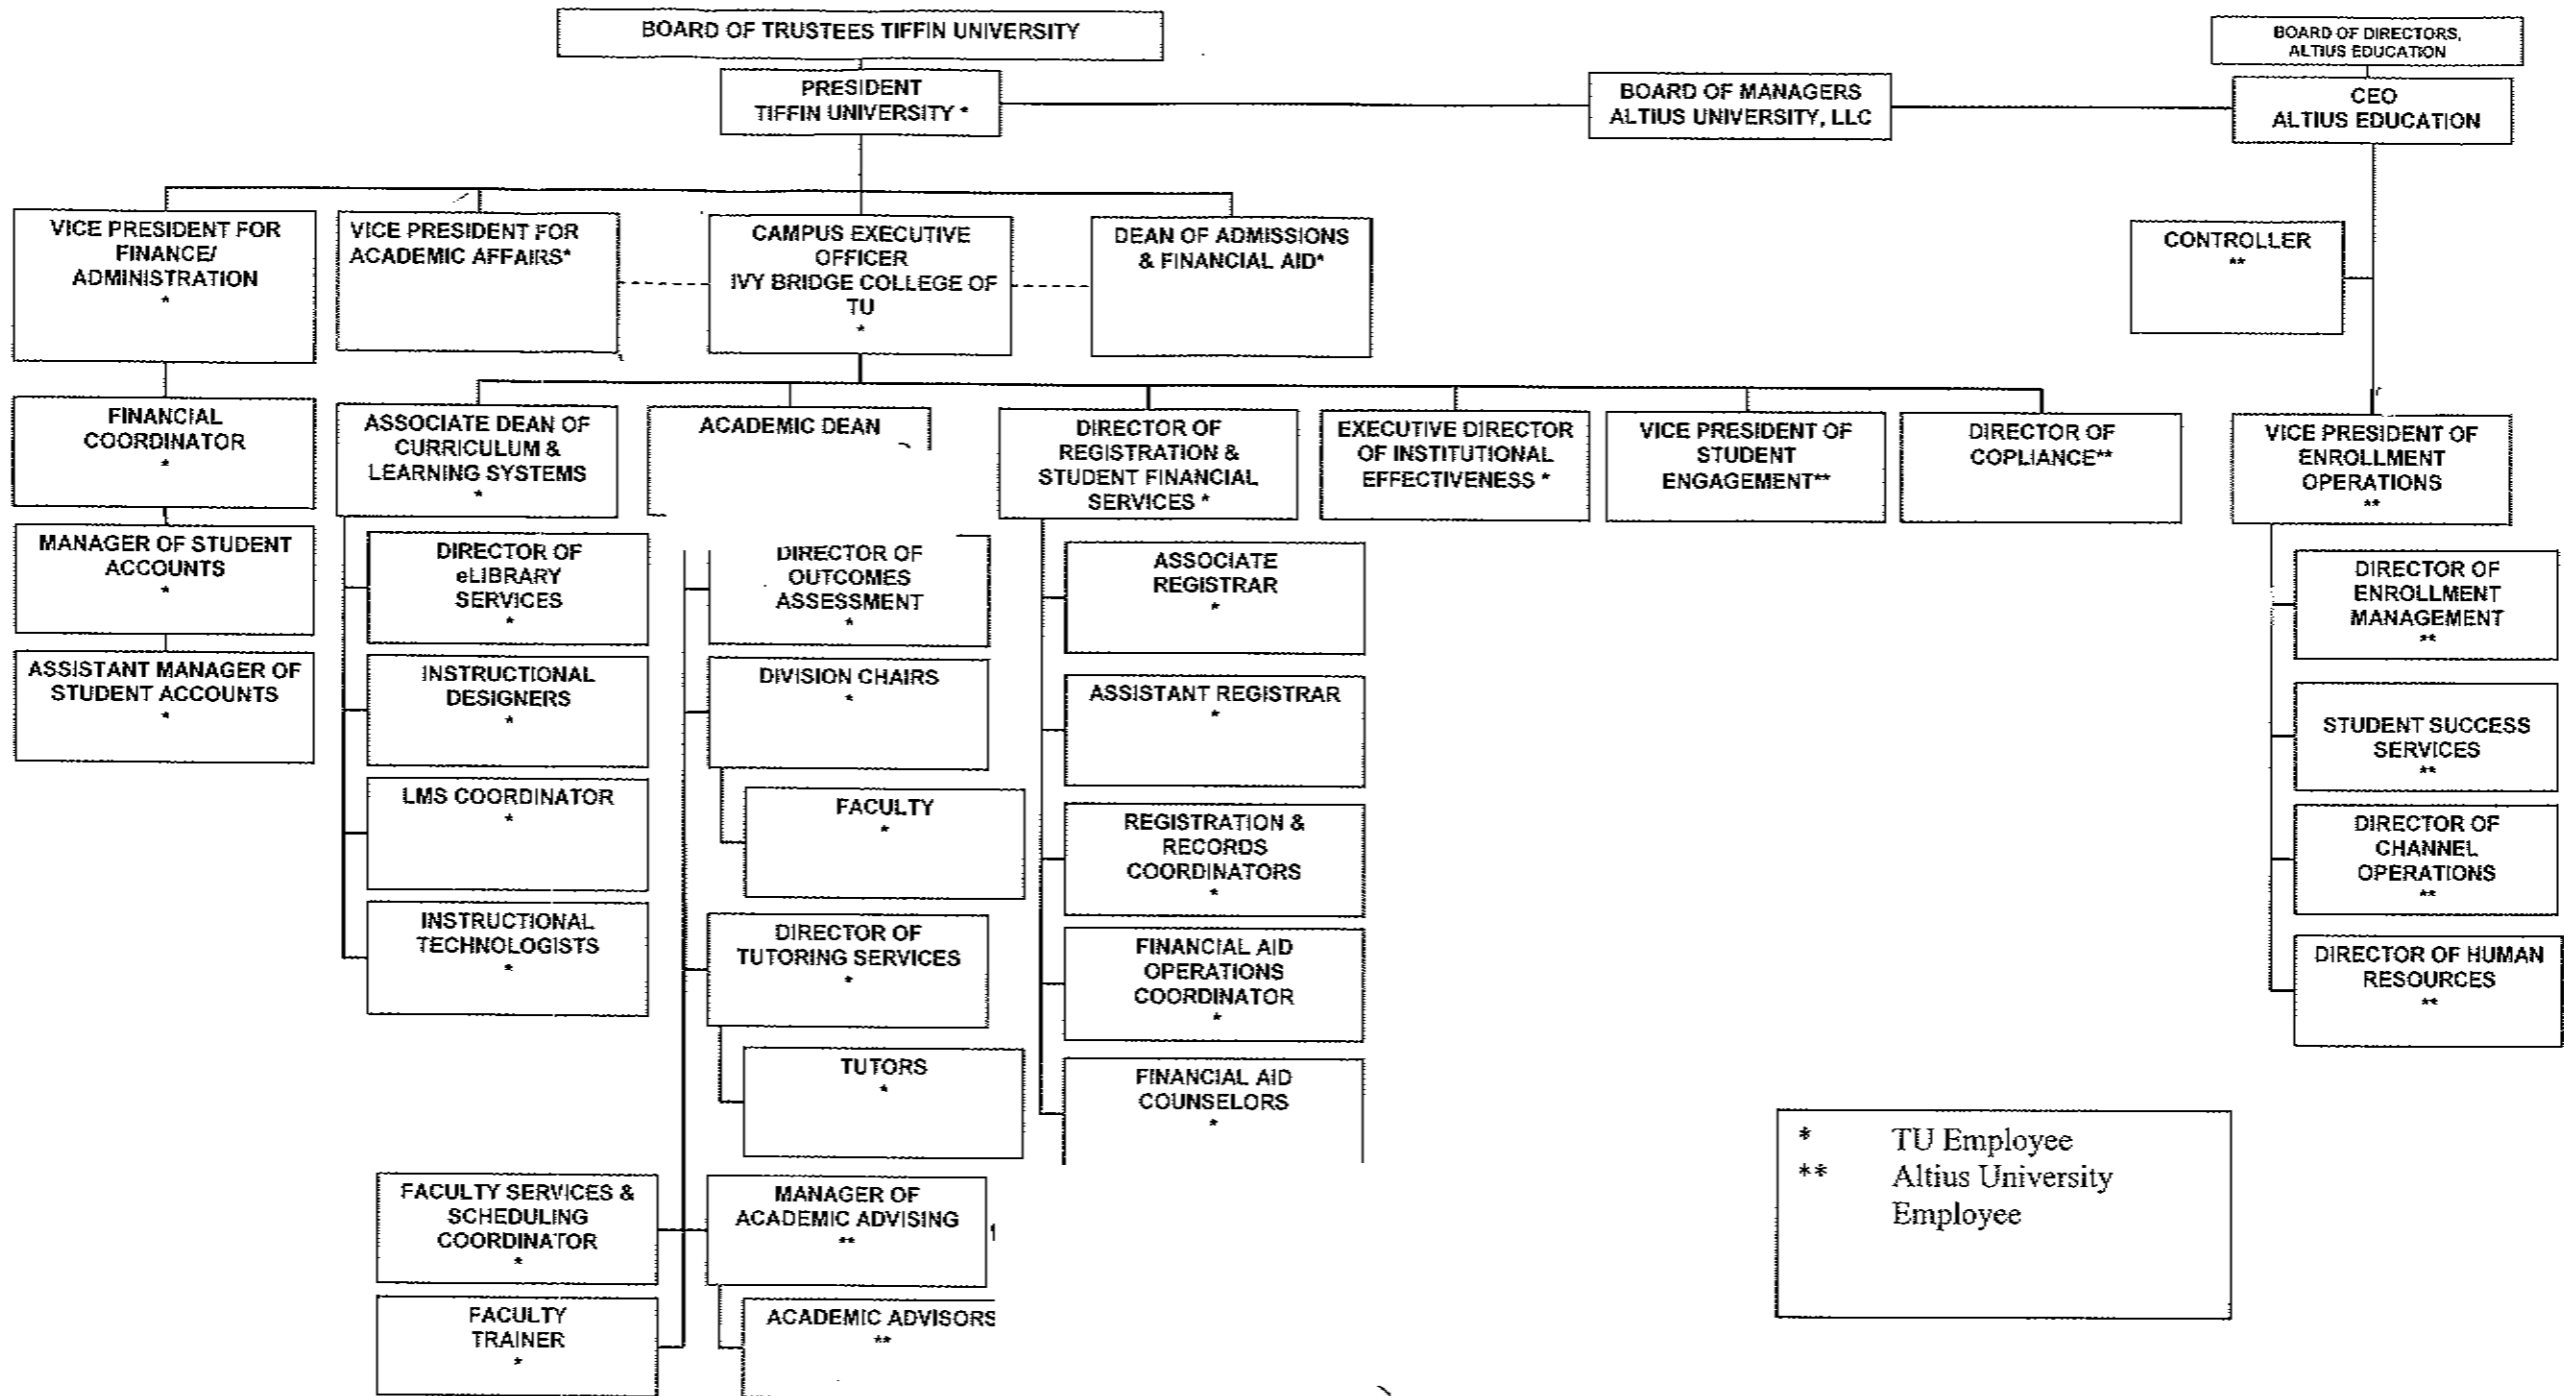 BOARD OF TRUSTEES TIFFIN UNIVERSITY
BOARD OF DIRECTORS,
ALTIUS EDUCATION
PRESIDENT
TIFFIN UNIVERSITY *
BOARD OF MANAGERS
ALTIUS UNIVERSITY, LLC
CEO
ALTIUS EDUCATION
VICE PRESIDENT FOR
FINANCE/
ADMINISTRATION
*
VICE PRESIDENT FOR
ACADEMIC AFFAIRS*
CAMPUS EXECUTIVE
OFFICER
IVY BRIDGE COLLEGE OF
TU
*
DEAN OF ADMISSIONS
& FINANCIAL AID*
CONTROLLER
**
FINANCIAL
COORDINATOR
*
ASSOCIATE DEAN OF
CURRICULUM &
LEARNING SYSTEMS
*
ACADEMIC DEAN
DIRECTOR OF
REGISTRATION &
STUDENT FINANCIAL
SERVICES *
EXECUTIVE DIRECTOR
OF INSTITUTIONAL
EFFECTIVENESS *
VICE PRESIDENT OF
STUDENT
ENGAGEMENT**
DIRECTOR OF
COPLIANCE**
VICE PRESIDENT OF
ENROLLMENT
OPERATIONS
**
MANAGER OF STUDENT
ACCOUNTS
*
ASSISTANT MANAGER OF
STUDENT ACCOUNTS
*
DIRECTOR OF
eLIBRARY
SERVICES
*
INSTRUCTIONAL
DESIGNERS
*
LMS COORDINATOR
*
INSTRUCTIONAL
TECHNOLOGISTS
*
DIRECTOR OF
OUTCOMES
ASSESSMENT
*
DIVISION CHAIRS
*
FACULTY
*
DIRECTOR OF
TUTORING SERVICES
*
TUTORS
*
FACULTY SERVICES &
SCHEDULING
COORDINATOR
*
MANAGER OF
ACADEMIC ADVISING
**
FACULTY
TRAINER
*
ACADEMIC ADVISORS
**
ASSOCIATE
REGISTRAR
*
ASSISTANT REGISTRAR
*
REGISTRATION &
RECORDS
COORDINATORS
*
FINANCIAL AID
OPERATIONS
COORDINATOR
*
FINANCIAL AID
COUNSELORS
*
DIRECTOR OF
ENROLLMENT
MANAGEMENT
**
STUDENT SUCCESS
SERVICES
**
DIRECTOR OF
CHANNEL
OPERATIONS
**
DIRECTOR OF HUMAN
RESOURCES
**
* TU Employee
** Altius University
Employee